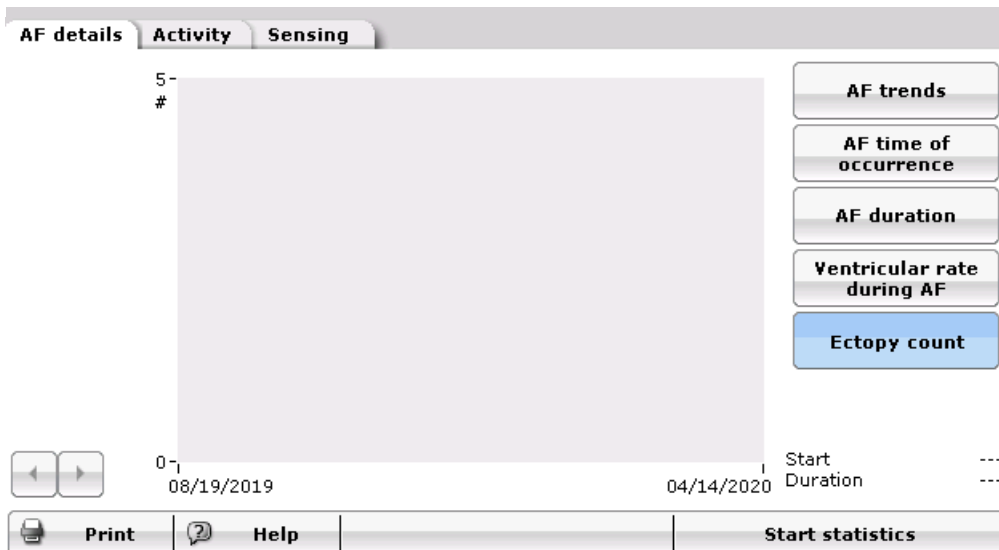 AF details Activity Sensing
5
#
0
08/19/2019 04/14/2020
AF trends
AF time of
occurrence
AF duration
Ventricular rate
during AF
Ectopy count
Start ---
Duration ---
Print Help Start statistics